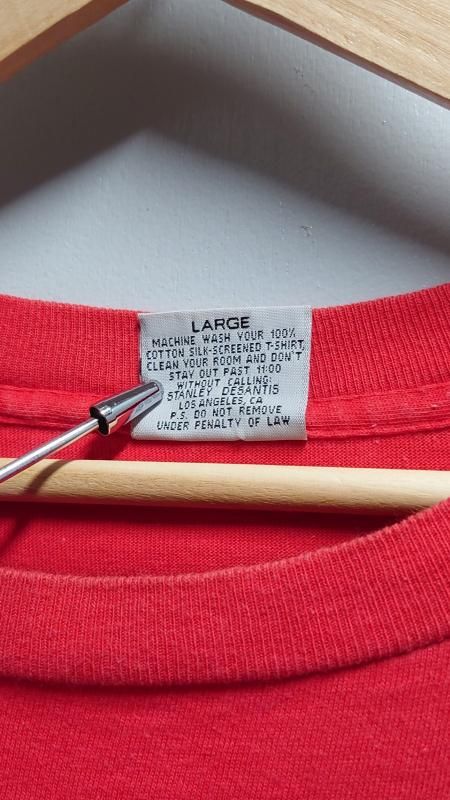 LARGE
MACHINE WASH YOUR 100%
COTTON SILK-SCREENED T-SHIRT,
CLEAN YOUR ROOM AND DON'T
STAY OUT PAST 11:00
WITHOUT CALLING:
STANLEY DESANTIS
LOS ANGELES, CA
P.S. DO NOT REMOVE
UNDER PENALTY OF LAW